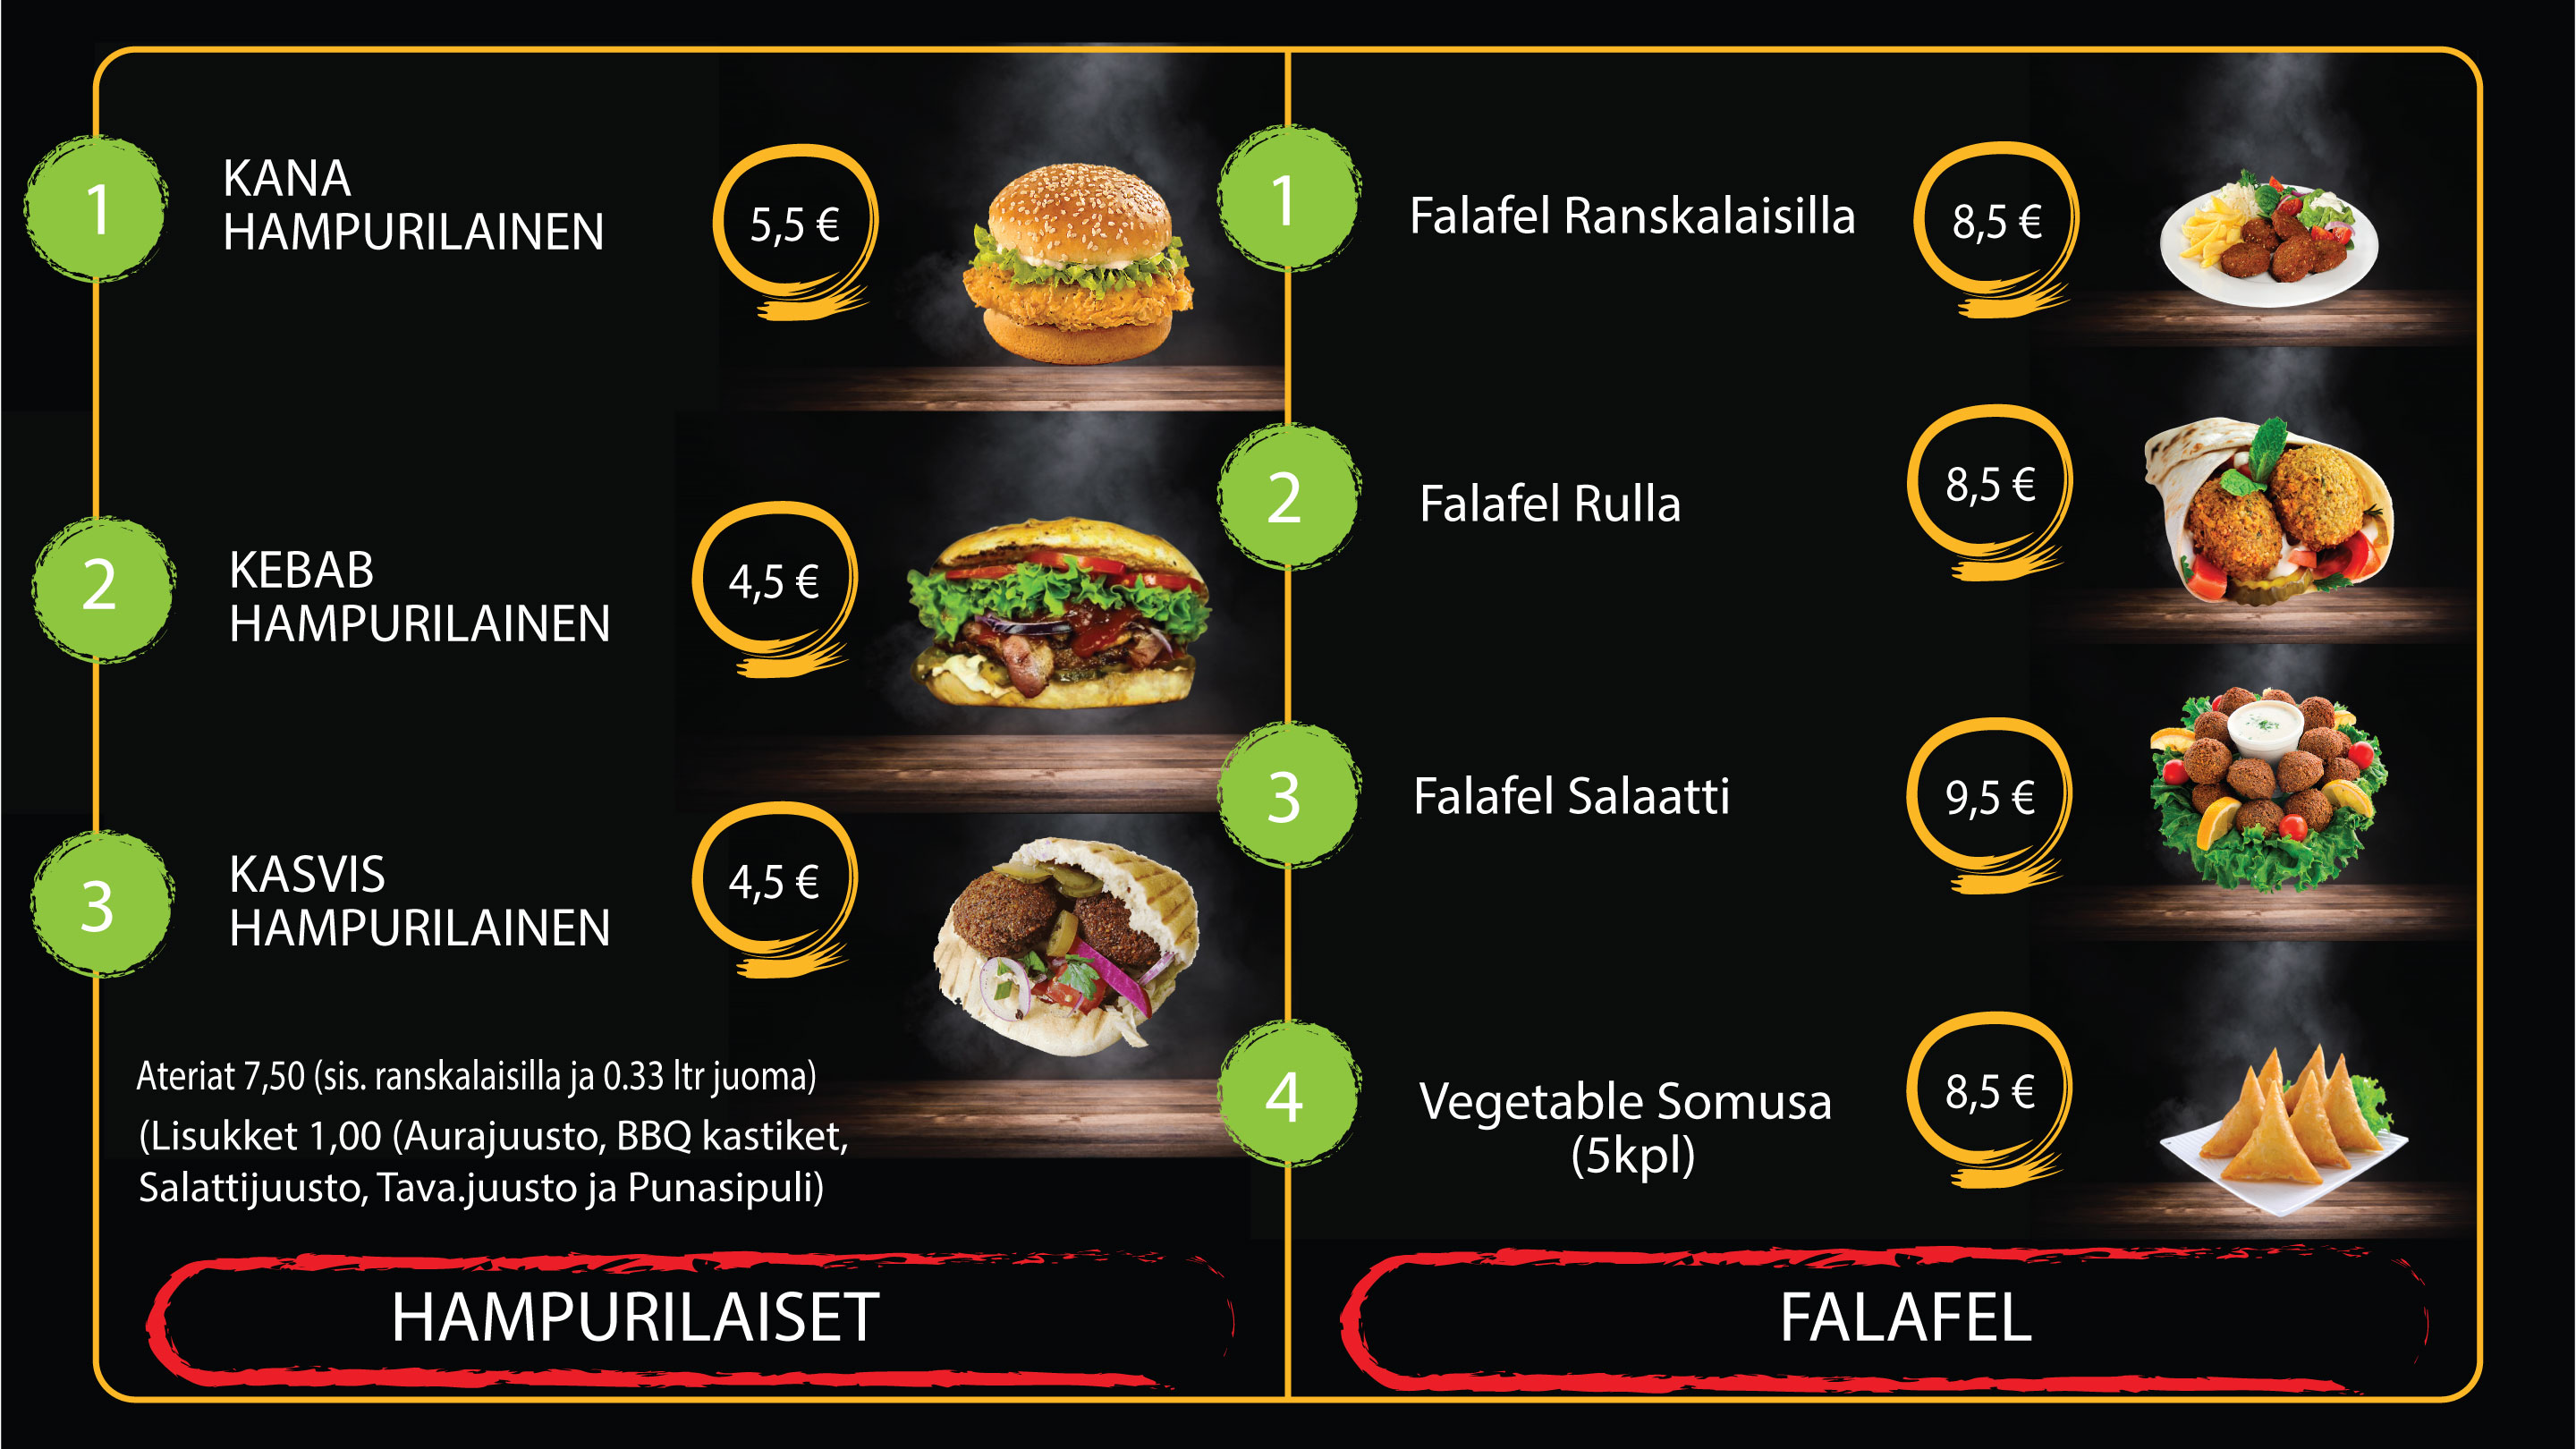 1
KANA
HAMPURILAINEN
5,5 €
2
KEBAB
HAMPURILAINEN
4,5 €
3
KASVIS
HAMPURILAINEN
4,5 €
Ateriat 7,50 (sis. ranskalaisilla ja 0.33 ltr juoma)
(Lisukket 1,00 (Aurajuusto, BBQ kastiket,
Salattijuusto, Tava.juusto ja Punasipuli)
HAMPURILAISET
1
Falafel Ranskalaisilla
8,5 €
2
Falafel Rulla
8,5 €
3
Falafel Salaatti
9,5 €
4
Vegetable Somusa
(5kpl)
8,5 €
FALAFEL